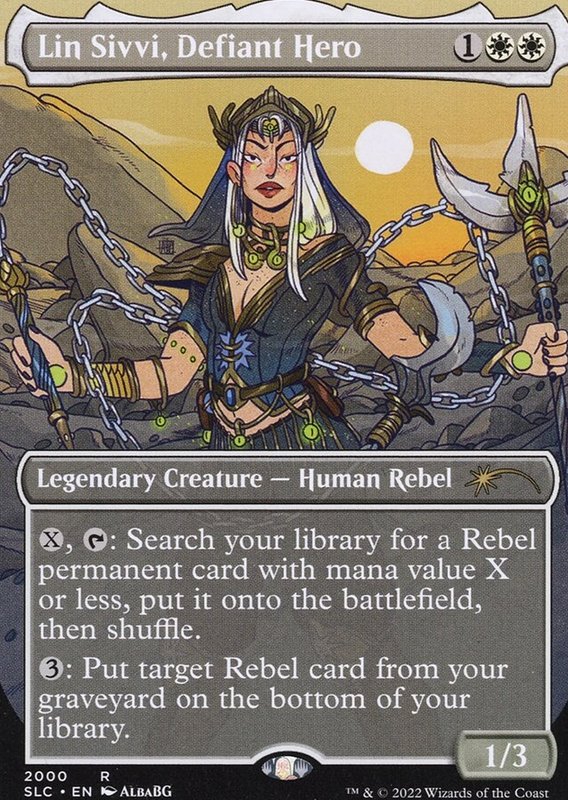 Lin Sivvi, Defiant Hero 1
Legendary Creature — Human Rebel
X, : Search your library for a Rebel
permanent card with mana value X
or less, put it onto the battlefield,
then shuffle.
3: Put target Rebel card from your
graveyard on the bottom of your
library.
1/3
2000 R
SLC • EN AlbaBG
™ & © 2022 Wizards of the Coast